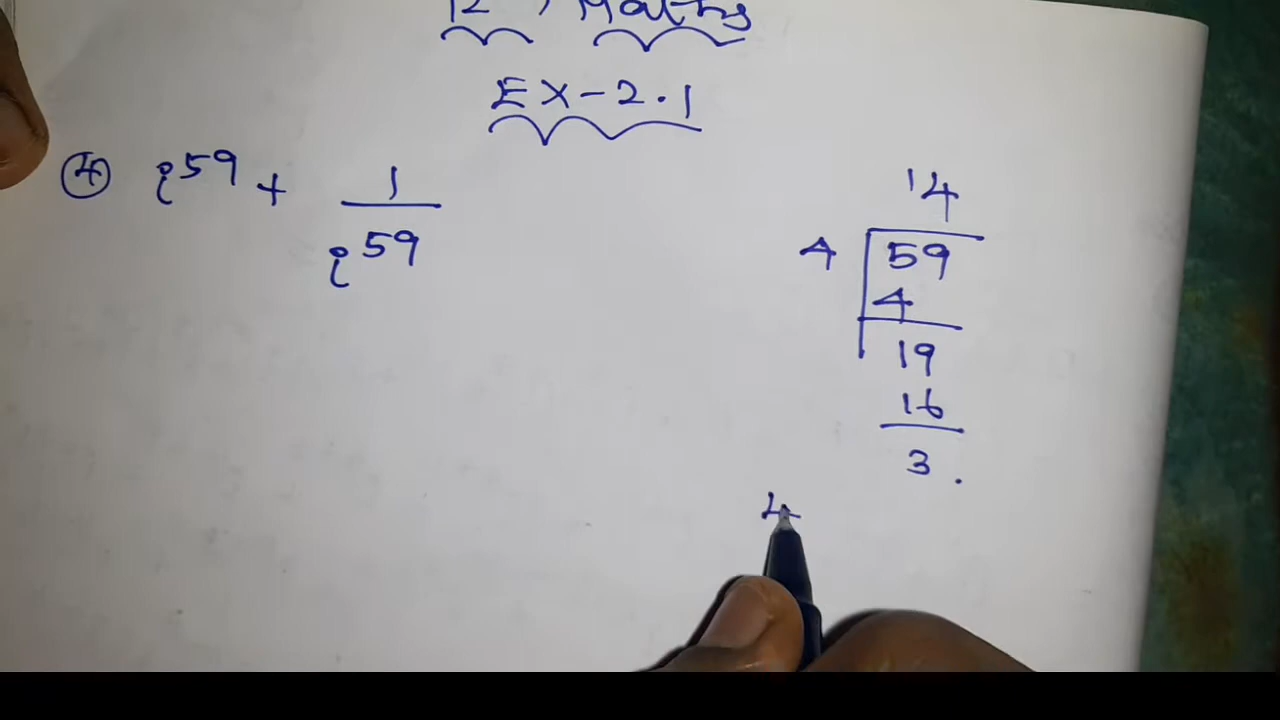 12, Maths
EX-2.1
④ i^59 + 1/i^59
14
4 59
4
19
16
3.
4